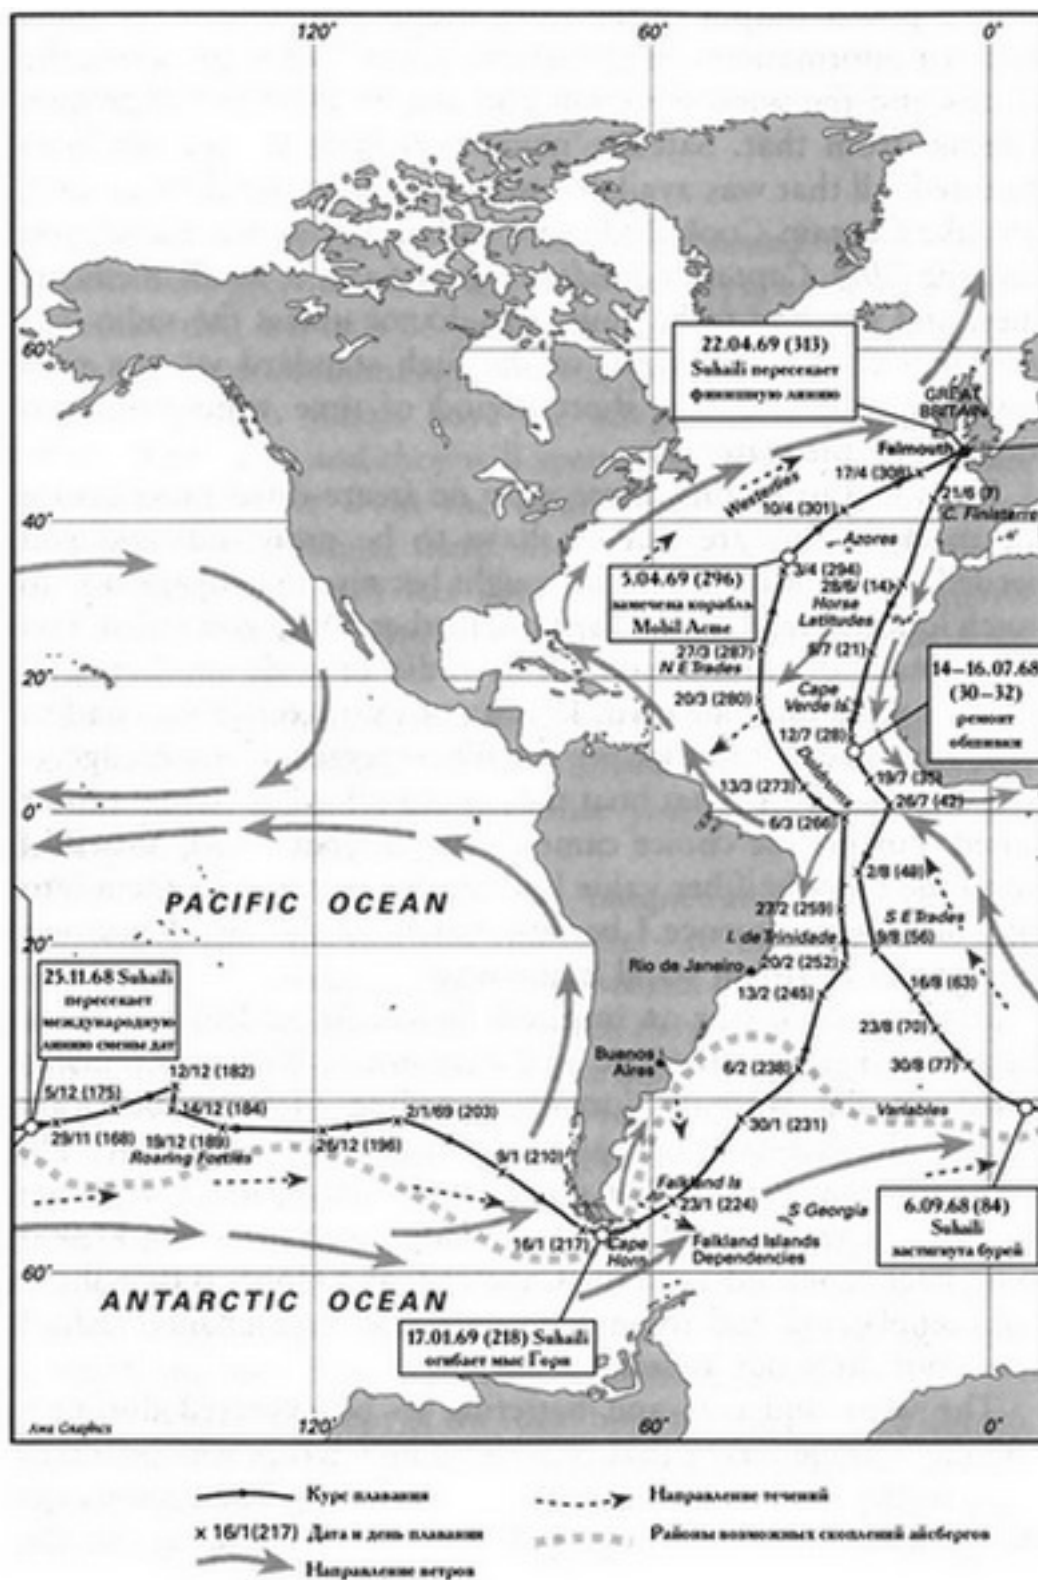 120°
60°
0°
60°
22.04.69 (313)
Suhaili пересекает
финишную линию
GREAT
BRITAIN
Falmouth
17/4 (308)
Westerlies
10/4 (301)
21/6 (7)
C. Finisterre
40°
Azores
3/4 (294)
5.04.69 (296)
замечена корабль
Mobil Acme
28/6 (14)
Horse
Latitudes
5/7 (21)
27/3 (287)
N E Trades
14–16.07.68
(30–32)
ремонт
обшивки
20°
20/3 (280)
Cape
Verde Is.
12/7 (28)
Doldrums
19/7 (35)
13/3 (273)
26/7 (42)
0°
6/3 (266)
2/8 (48)
PACIFIC OCEAN
27/2 (259)
S E Trades
I. de Trinidade
9/8 (56)
20°
Rio de Janeiro
20/2 (252)
13/2 (245)
16/8 (63)
25.11.68 Suhaili
пересекает
международную
линию смены дат
23/8 (70)
Buenos
Aires
6/2 (238)
30/8 (77)
12/12 (182)
5/12 (175)
14/12 (184)
2/1/69 (203)
Variables
30/1 (231)
29/11 (168)
19/12 (189)
26/12 (196)
Roaring Forties
9/1 (210)
Falkland Is
23/1 (224)
S Georgia
6.09.68 (84)
Suhaili
застигнута бурей
16/1 (217)
Cape
Horn
Falkland Islands
Dependencies
60°
ANTARCTIC OCEAN
17.01.69 (218) Suhaili
огибает мыс Горн
120°
60°
0°
Курс плавания
Направление течений
x 16/1(217) Дата и день плавания
Районы возможных скоплений айсбергов
Направление ветров